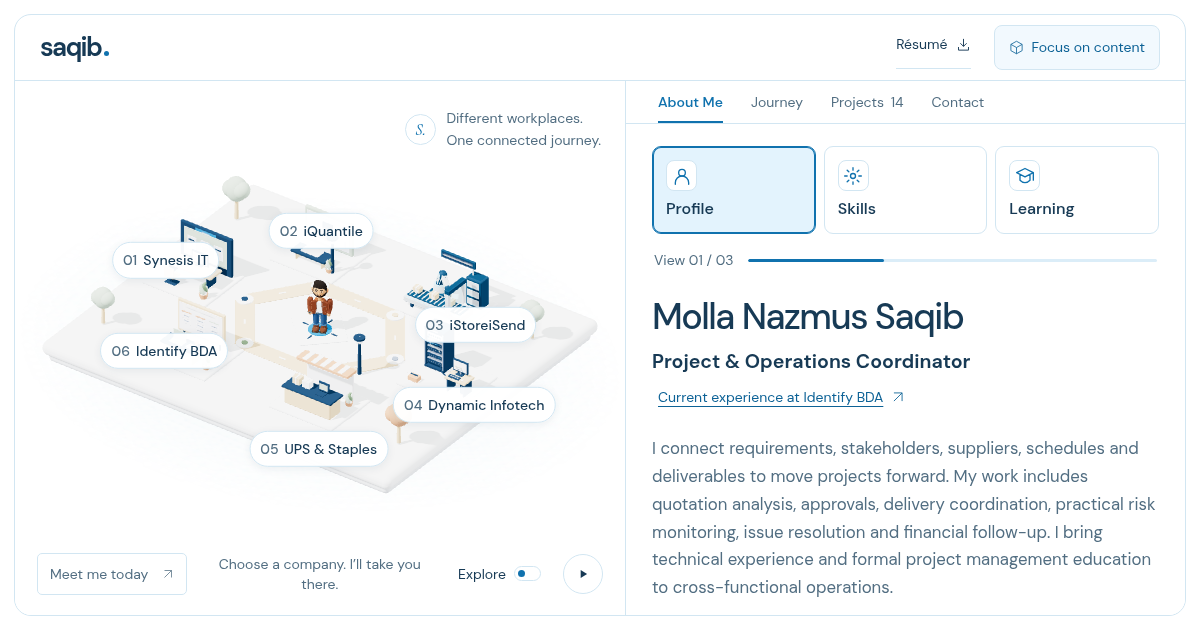 saqib.
Résumé
Focus on content
S.
Different workplaces.
One connected journey.
02 iQuantile
01 Synesis IT
03 iStoreiSend
06 Identify BDA
04 Dynamic Infotech
05 UPS & Staples
Meet me today
Choose a company. I'll take you
there.
Explore
About Me
Journey
Projects 14
Contact
Profile
Skills
Learning
View 01 / 03
Molla Nazmus Saqib
Project & Operations Coordinator
Current experience at Identify BDA
I connect requirements, stakeholders, suppliers, schedules and
deliverables to move projects forward. My work includes
quotation analysis, approvals, delivery coordination, practical risk
monitoring, issue resolution and financial follow-up. I bring
technical experience and formal project management education
to cross-functional operations.